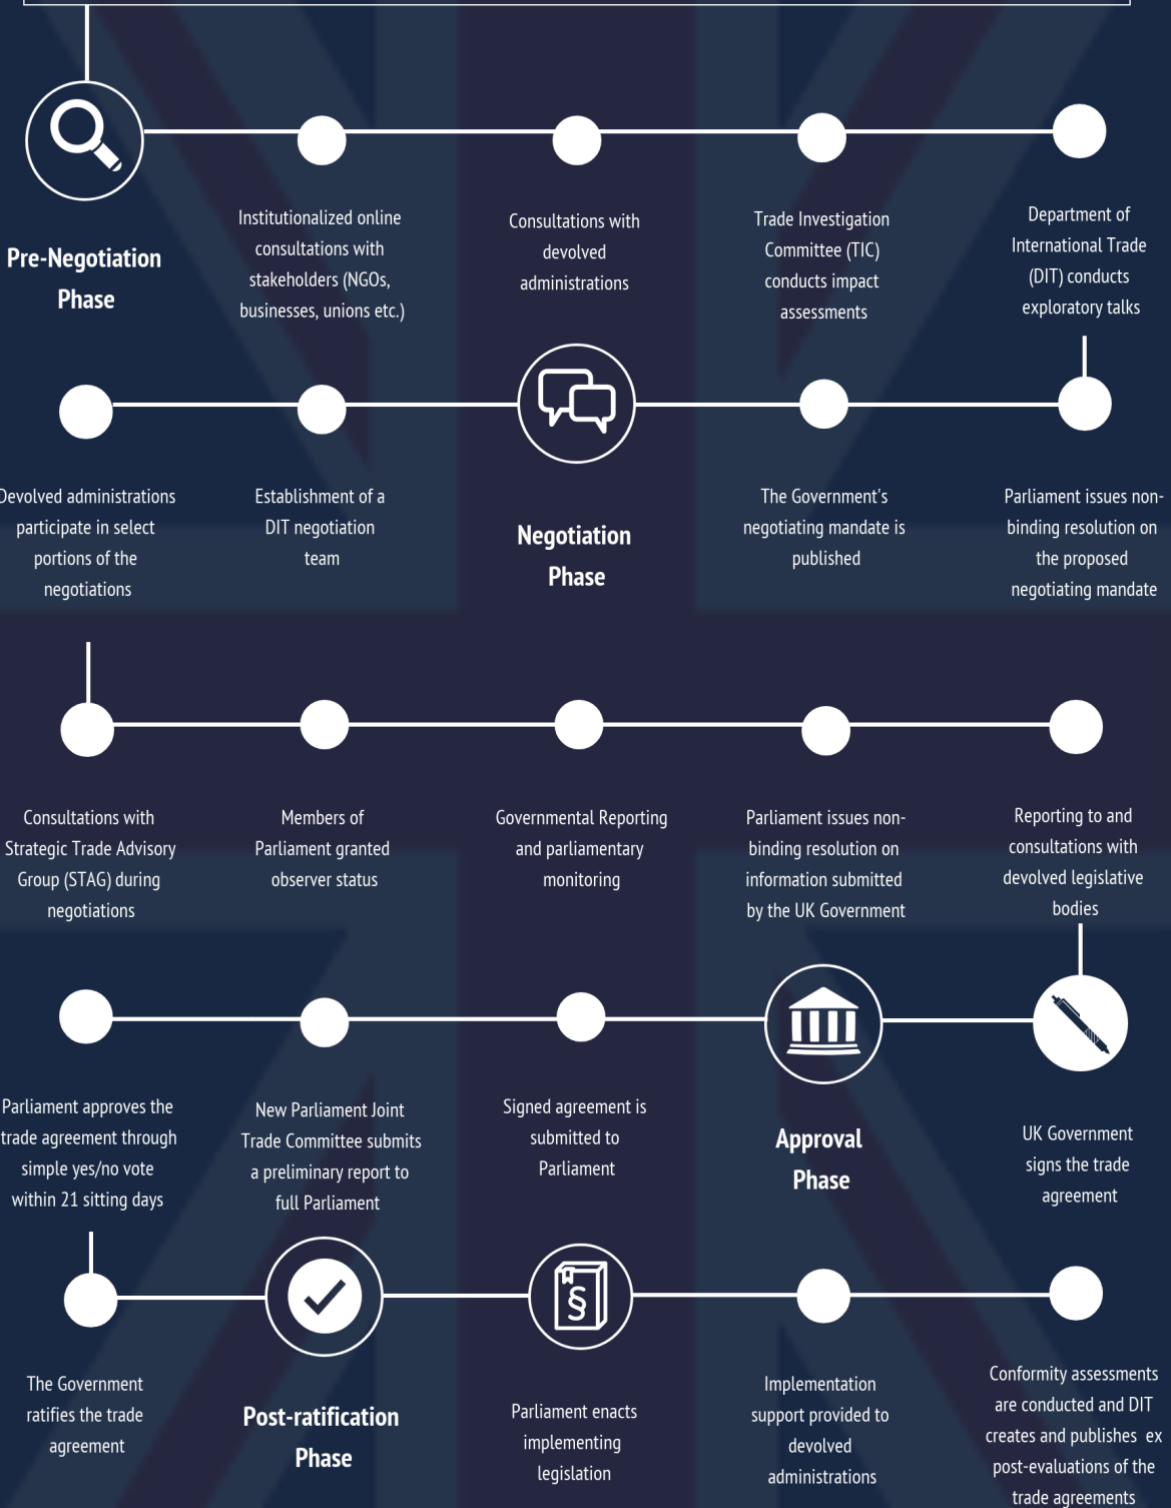 Pre-Negotiation
Phase
Institutionalized online
consultations with
stakeholders (NGOs,
businesses, unions etc.)
Consultations with
devolved
administrations
Trade Investigation
Committee (TIC)
conducts impact
assessments
Department of
International Trade
(DIT) conducts
exploratory talks
Devolved administrations
participate in select
portions of the
negotiations
Establishment of a
DIT negotiation
team
Negotiation
Phase
The Government's
negotiating mandate is
published
Parliament issues non-
binding resolution on
the proposed
negotiating mandate
Consultations with
Strategic Trade Advisory
Group (STAG) during
negotiations
Members of
Parliament granted
observer status
Governmental Reporting
and parliamentary
monitoring
Parliament issues non-
binding resolution on
information submitted
by the UK Government
Reporting to and
consultations with
devolved legislative
bodies
Parliament approves the
trade agreement through
simple yes/no vote
within 21 sitting days
New Parliament Joint
Trade Committee submits
a preliminary report to
full Parliament
Signed agreement is
submitted to
Parliament
Approval
Phase
UK Government
signs the trade
agreement
The Government
ratifies the trade
agreement
Post-ratification
Phase
§
Parliament enacts
implementing
legislation
Implementation
support provided to
devolved
administrations
Conformity assessments
are conducted and DIT
creates and publishes ex
post-evaluations of the
trade agreements